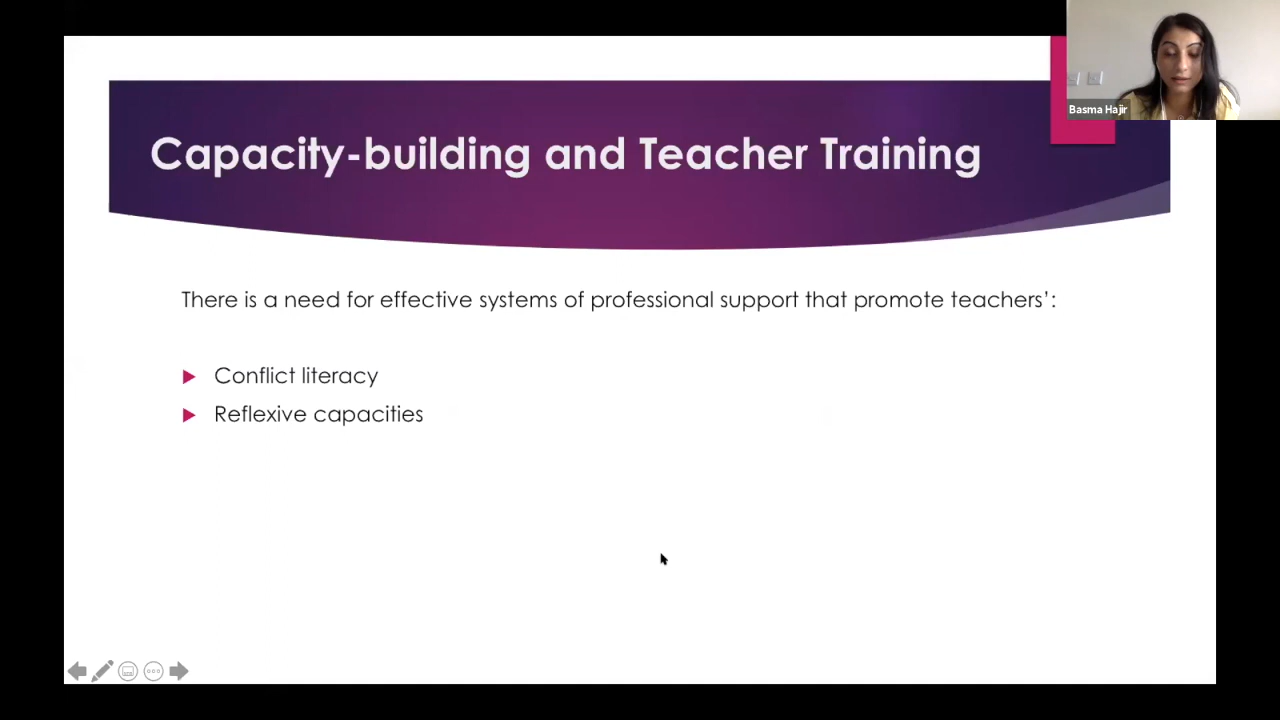 Basma Hajir
Capacity-building and Teacher Training
There is a need for effective systems of professional support that promote teachers’:
Conflict literacy
Reflexive capacities